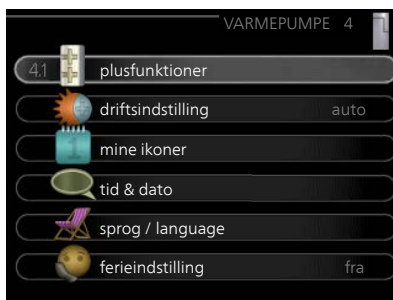 VARMEPUMPE 4
4.1 plusfunktioner
driftsindstilling auto
mine ikoner
tid & dato
sprog / language
ferieindstilling fra